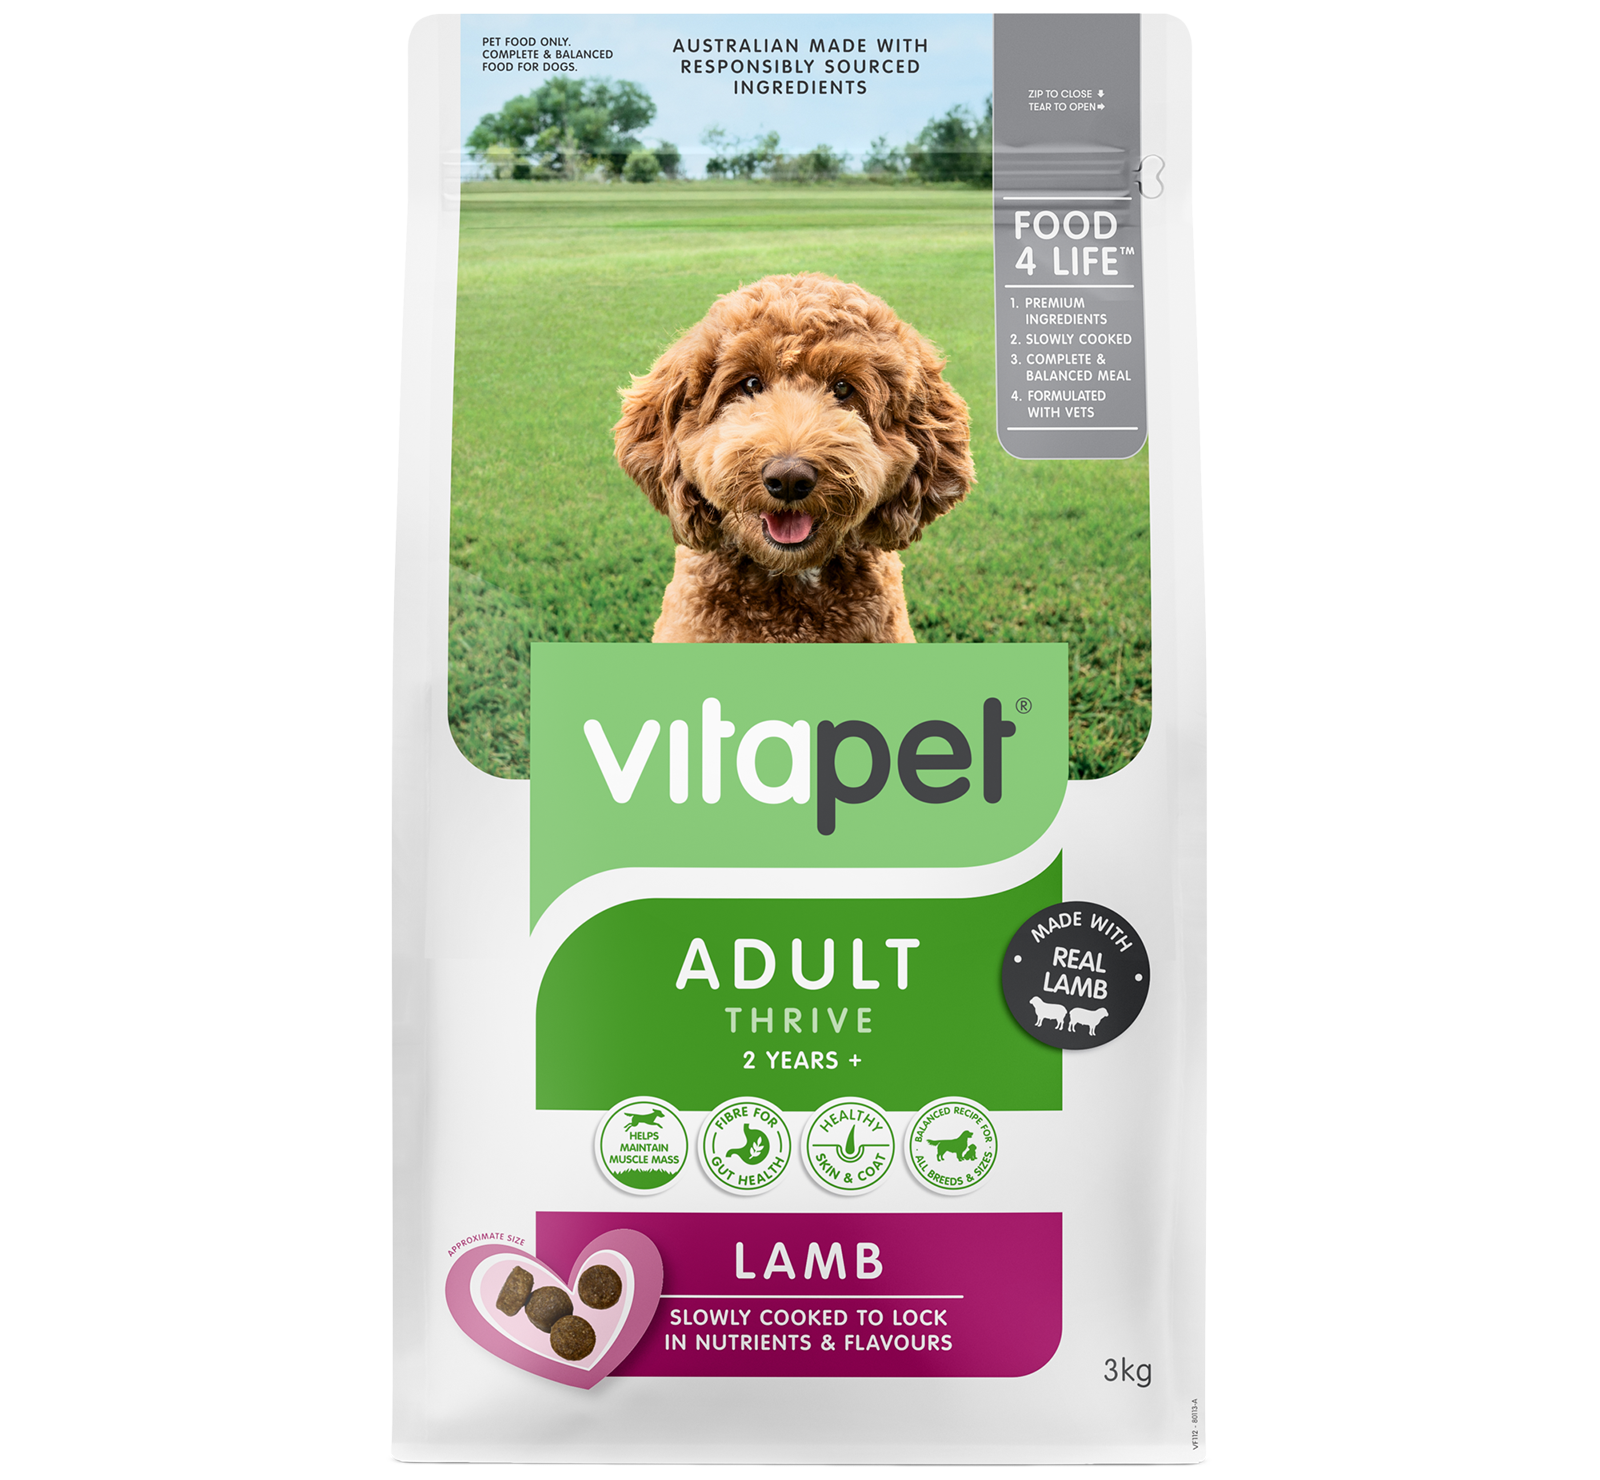 PET FOOD ONLY.
COMPLETE & BALANCED
FOOD FOR DOGS.
AUSTRALIAN MADE WITH
RESPONSIBLY SOURCED
INGREDIENTS
ZIP TO CLOSE
TEAR TO OPEN
FOOD
4 LIFE™
1. PREMIUM
INGREDIENTS
2. SLOWLY COOKED
3. COMPLETE &
BALANCED MEAL
4. FORMULATED
WITH VETS
vitapet®
ADULT
THRIVE
2 YEARS +
MADE WITH
REAL
LAMB
HELPS
MAINTAIN
MUSCLE MASS
FIBRE FOR
GUT HEALTH
HEALTHY
SKIN & COAT
BALANCED RECIPE FOR
ALL BREEDS & SIZES
APPROXIMATE SIZE
LAMB
SLOWLY COOKED TO LOCK
IN NUTRIENTS & FLAVOURS
3kg
VF112 - 80113-A